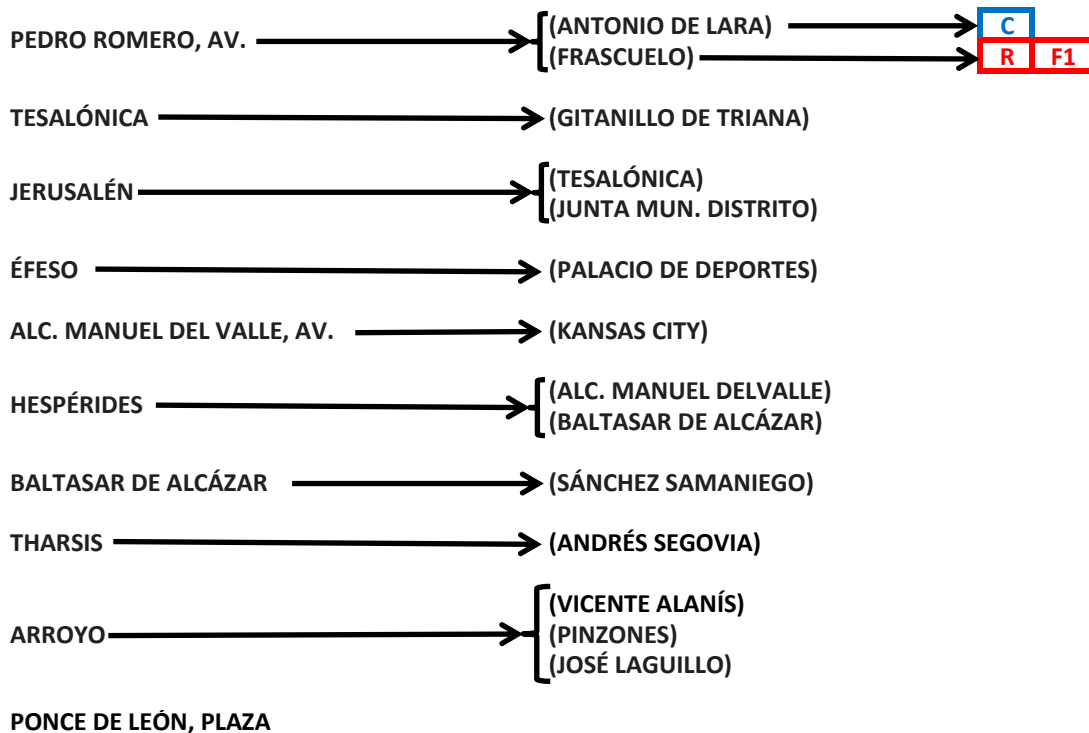 PEDRO ROMERO, AV. (ANTONIO DE LARA) C
(FRASCUELO) R F1
TESALÓNICA (GITANILLO DE TRIANA)
JERUSALÉN (TESALÓNICA)
(JUNTA MUN. DISTRITO)
ÉFESO (PALACIO DE DEPORTES)
ALC. MANUEL DEL VALLE, AV. (KANSAS CITY)
HESPÉRIDES (ALC. MANUEL DELVALLE)
(BALTASAR DE ALCÁZAR)
BALTASAR DE ALCÁZAR (SÁNCHEZ SAMANIEGO)
THARSIS (ANDRÉS SEGOVIA)
ARROYO (VICENTE ALANÍS)
(PINZONES)
(JOSÉ LAGUILLO)
PONCE DE LEÓN, PLAZA